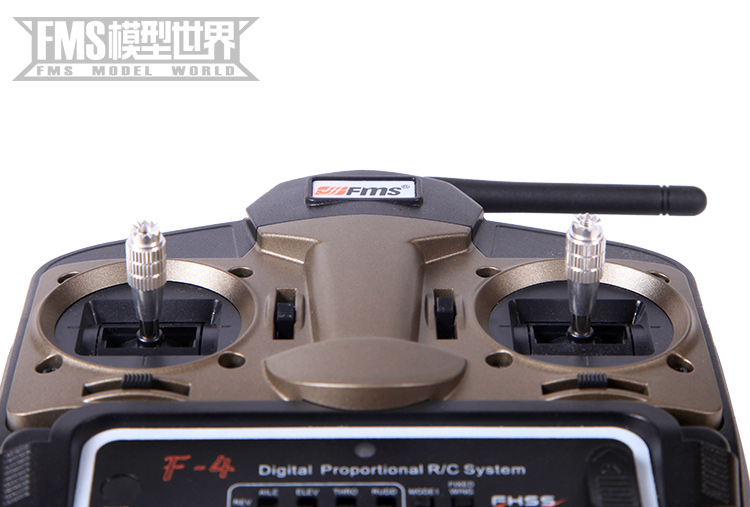 FMS模型世界
FMS MODEL WORLD
Fms®
F-4
Digital Proportional R/C System
AILE ELEV THRO RUDD MODE1 FIXED WING
REV
FHSS